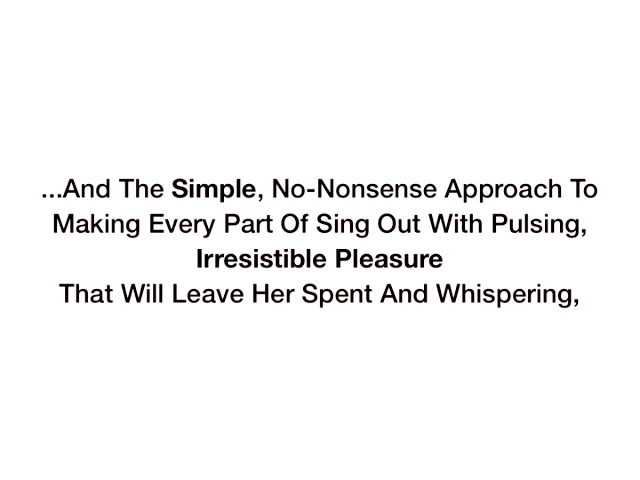 ...And The Simple, No-Nonsense Approach To
Making Every Part Of Sing Out With Pulsing,
Irresistible Pleasure
That Will Leave Her Spent And Whispering,